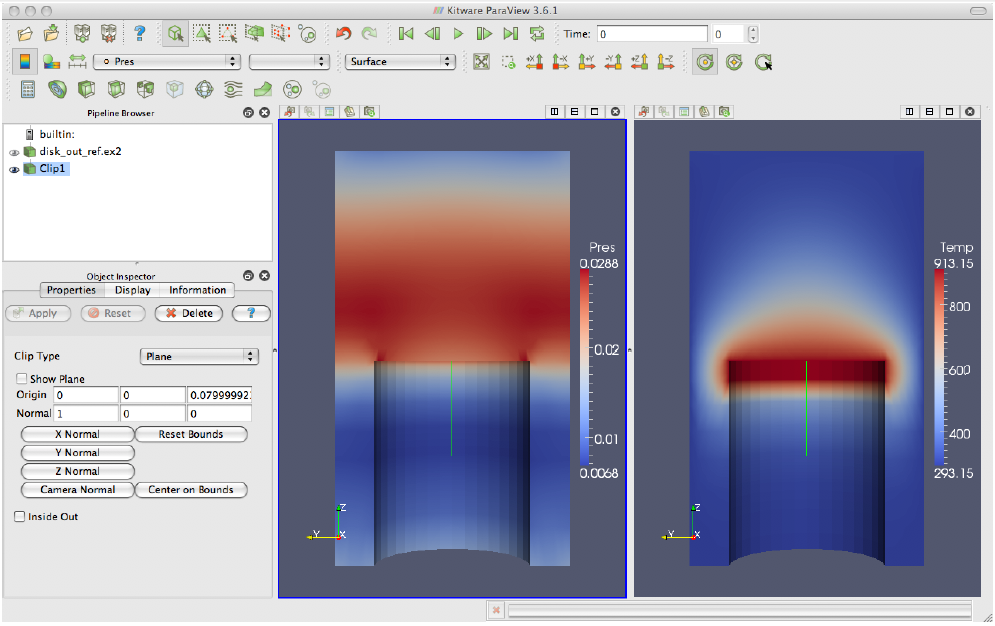 Kitware ParaView 3.6.1
? Time: 0 0
Pres Surface +X -X +Y -Y +Z -Z
Pipeline Browser
builtin:
disk_out_ref.ex2
Clip1
Object Inspector
Properties Display Information
Apply Reset Delete ?
Clip Type Plane
Show Plane
Origin 0 0 0.07999992
Normal 1 0 0
X Normal Reset Bounds
Y Normal
Z Normal
Camera Normal Center on Bounds
Inside Out
Pres
0.0288
0.02
0.01
0.0068
Z
Y X
Temp
913.15
800
600
400
293.15
Z
Y X